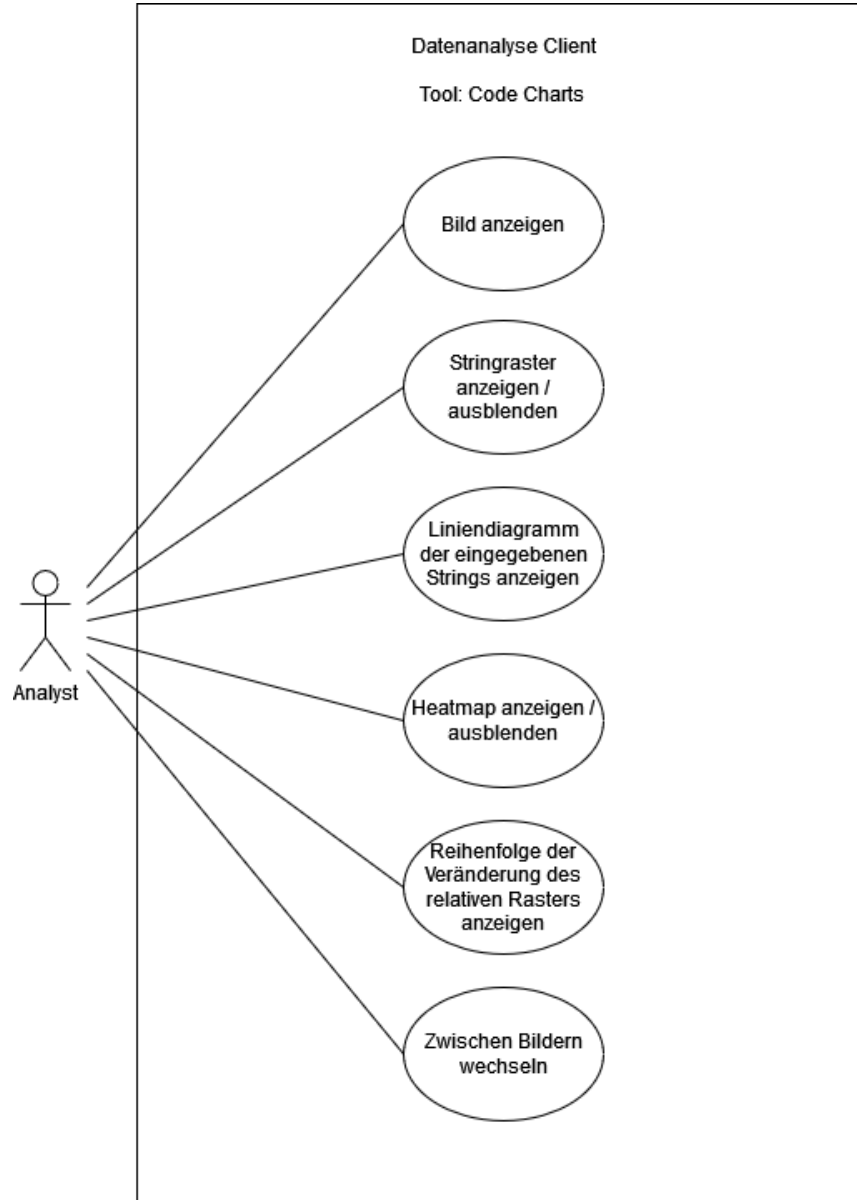 Datenanalyse Client
Tool: Code Charts
Bild anzeigen
Stringraster
anzeigen /
ausblenden
Liniendiagramm
der eingegebenen
Strings anzeigen
Analyst
Heatmap anzeigen /
ausblenden
Reihenfolge der
Veränderung des
relativen Rasters
anzeigen
Zwischen Bildern
wechseln